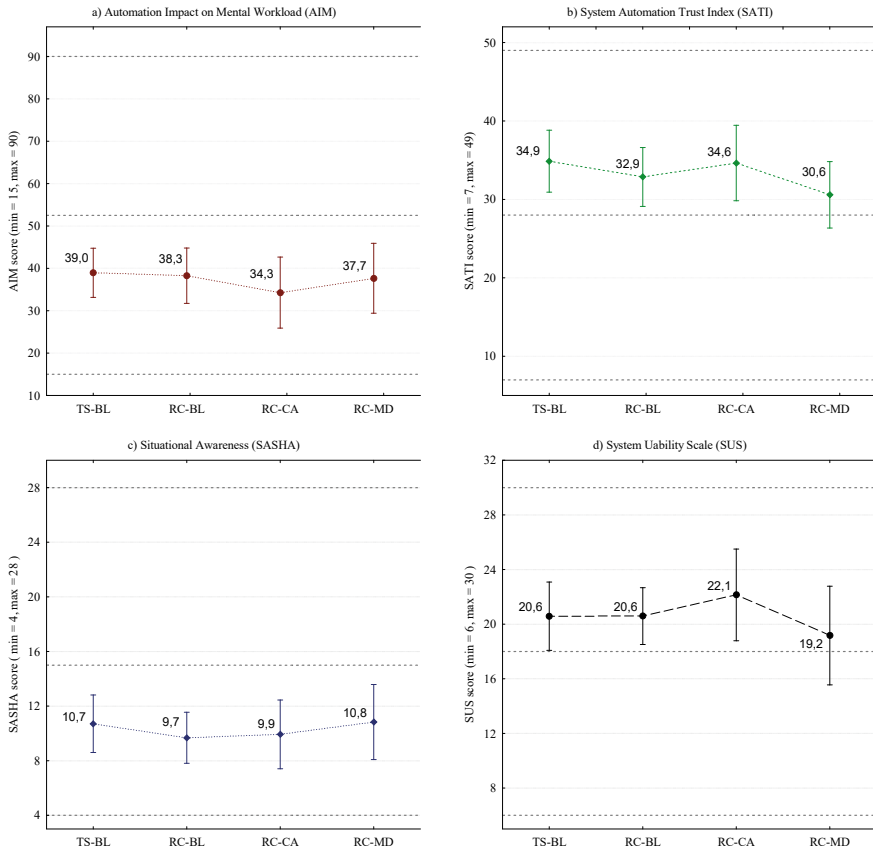 a) Automation Impact on Mental Workload (AIM)
AIM score (min = 15, max = 90)
90
80
70
60
50
40
30
20
10
39,0
38,3
34,3
37,7
TS-BL
RC-BL
RC-CA
RC-MD
b) System Automation Trust Index (SATI)
SATI score (min = 7, max = 49)
50
40
30
20
10
34,9
32,9
34,6
30,6
TS-BL
RC-BL
RC-CA
RC-MD
c) Situational Awareness (SASHA)
SASHA score ( min = 4, max = 28 )
28
24
20
16
12
8
4
10,7
9,7
9,9
10,8
TS-BL
RC-BL
RC-CA
RC-MD
d) System Uability Scale (SUS)
SUS score (min = 6, max = 30 )
32
28
24
20
16
12
8
20,6
20,6
22,1
19,2
TS-BL
RC-BL
RC-CA
RC-MD